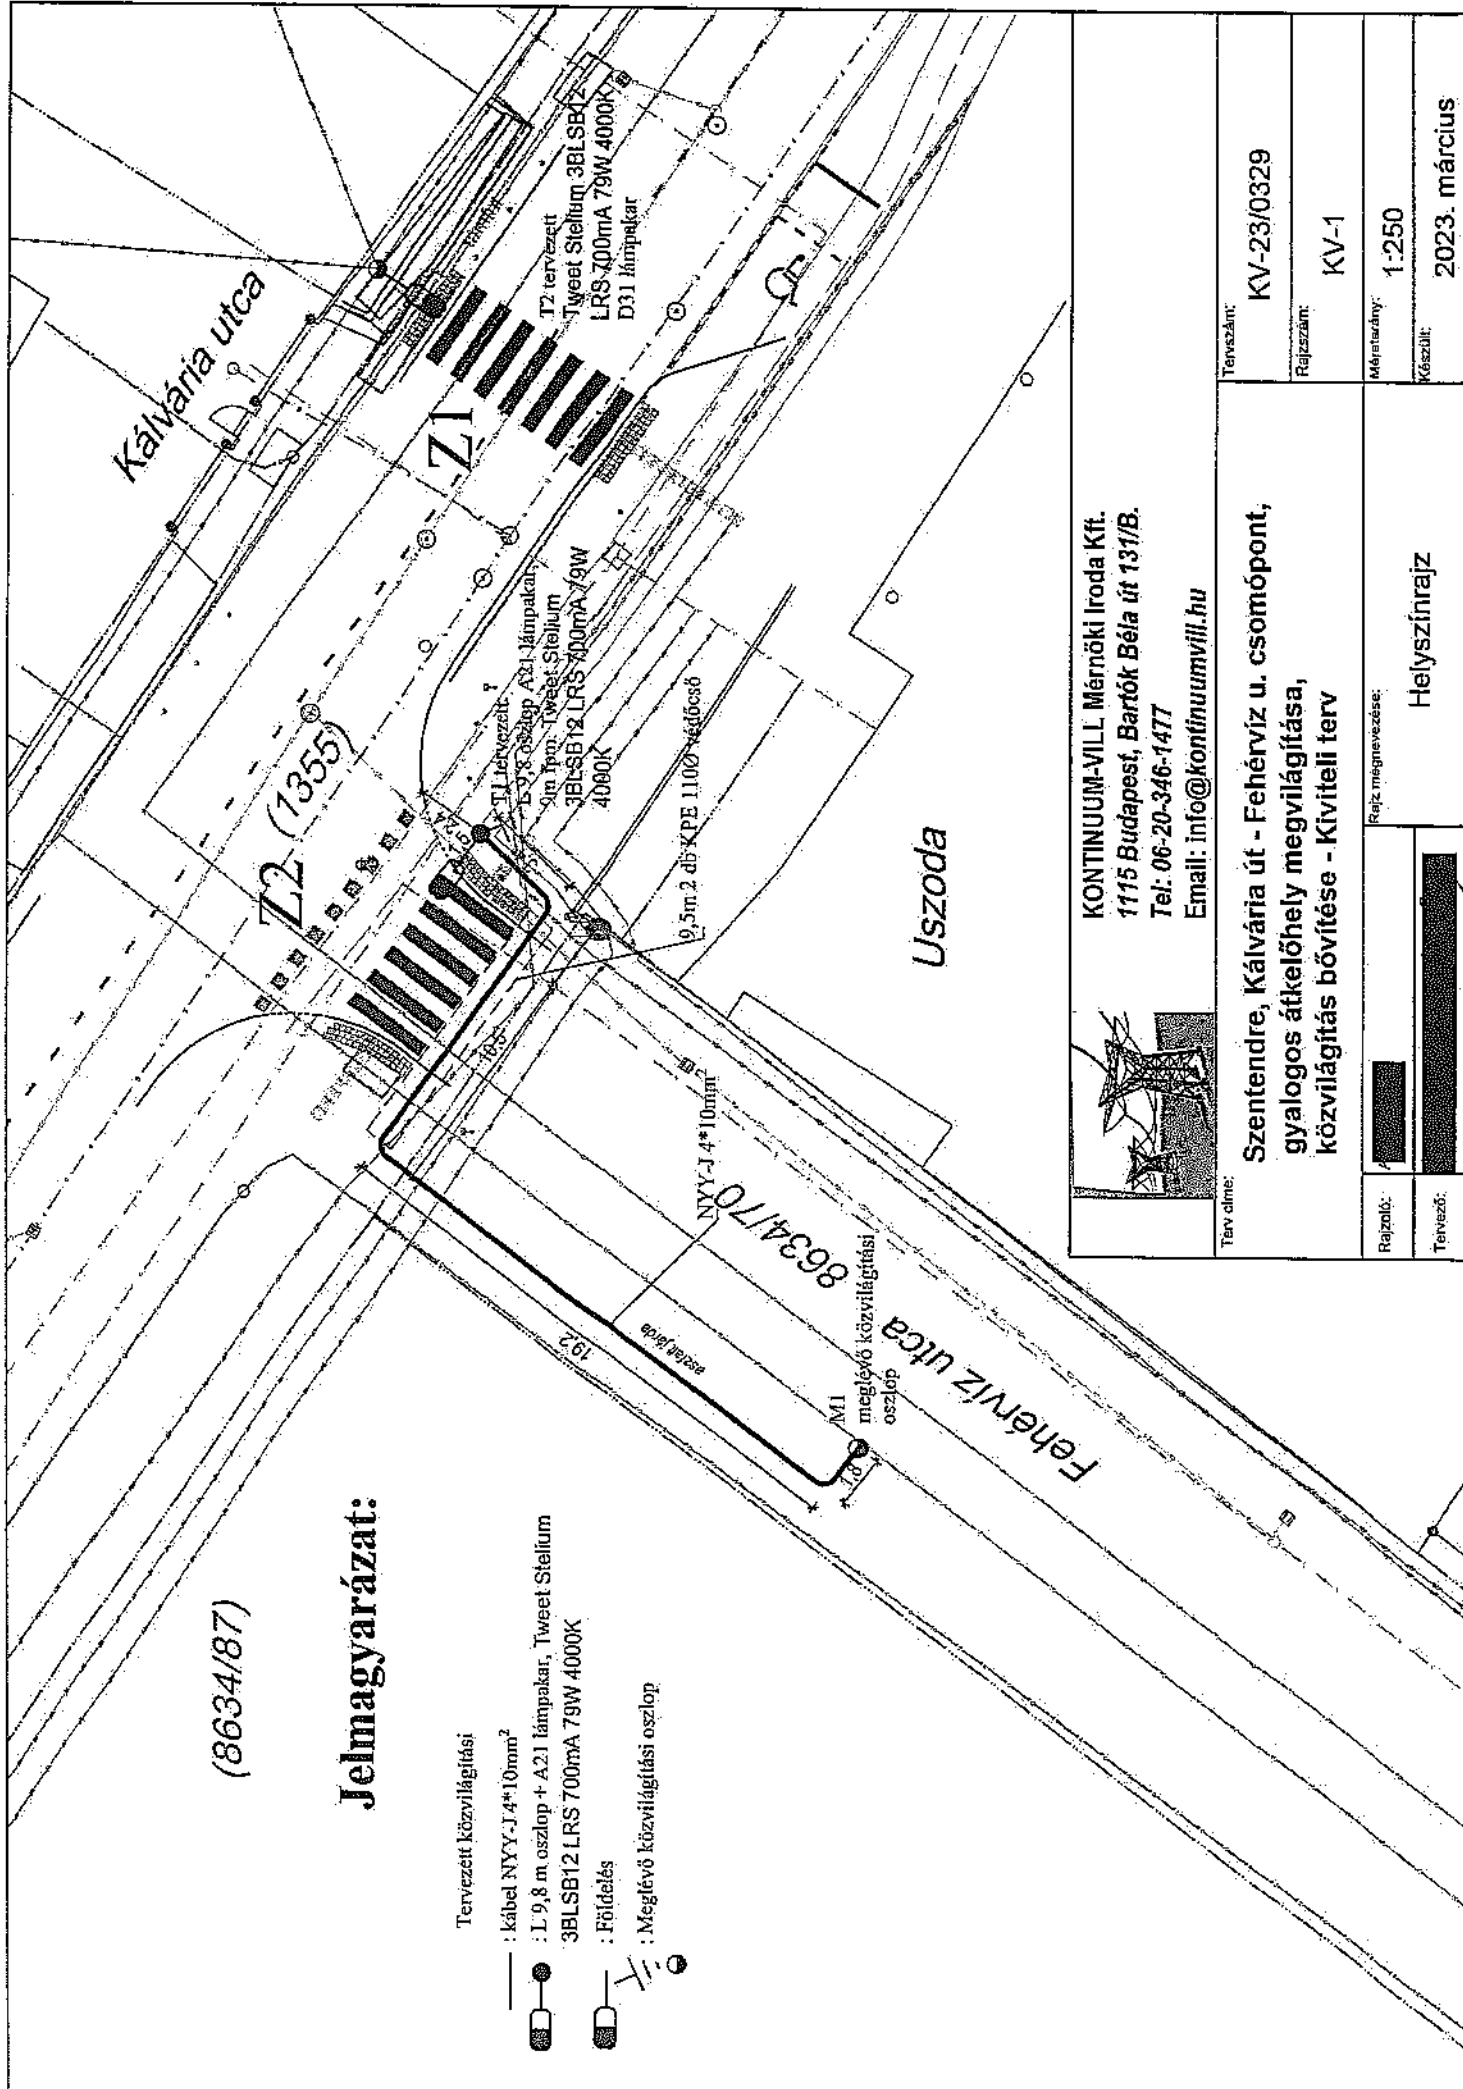 Kálvária utca
Z1
T2 tervezett
Tweet Stelium 3BLSB12
LRS 700mA 79W 4000K
D31 lámpakar
Z2
(1355)
T1 tervezett
L 9,8 oszlop A21 lámpakar,
9m fpm. Tweet Stelium
3BLSB12 LRS 700mA 79W
4000K
9,5m 2 db KPE 110Ø védőcső
Uszoda
10,5
NYY-J 4*10mm²
8634/70
19,2
aszfalt járda
Fehérvíz utca
M1
meglévő közvilágítási
oszlop
1,8
(8634/87)
Jelmagyarázat:
Tervezett közvilágítási
: kábel NYY-J 4*10mm²
: L 9,8 m oszlop + A21 lámpakar, Tweet Stelium
3BLSB12 LRS 700mA 79W 4000K
: Földelés
: Meglévő közvilágítási oszlop
KONTINUUM-VILL Mérnöki Iroda Kft.
1115 Budapest, Bartók Béla út 131/B.
Tel: 06-20-346-1477
Email: info@kontinuumvill.hu
Terv címe:
Szentendre, Kálvária út - Fehérvíz u. csomópont,
gyalogos átkelőhely megvilágítása,
közvilágítás bővítése - Kiviteli terv
Tervszám:
KV-23/0329
Rajzszám:
KV-1
Rajzoló:
Tervező:
Rajz megnevezése:
Helyszínrajz
Méretarány:
1:250
Készült:
2023. március